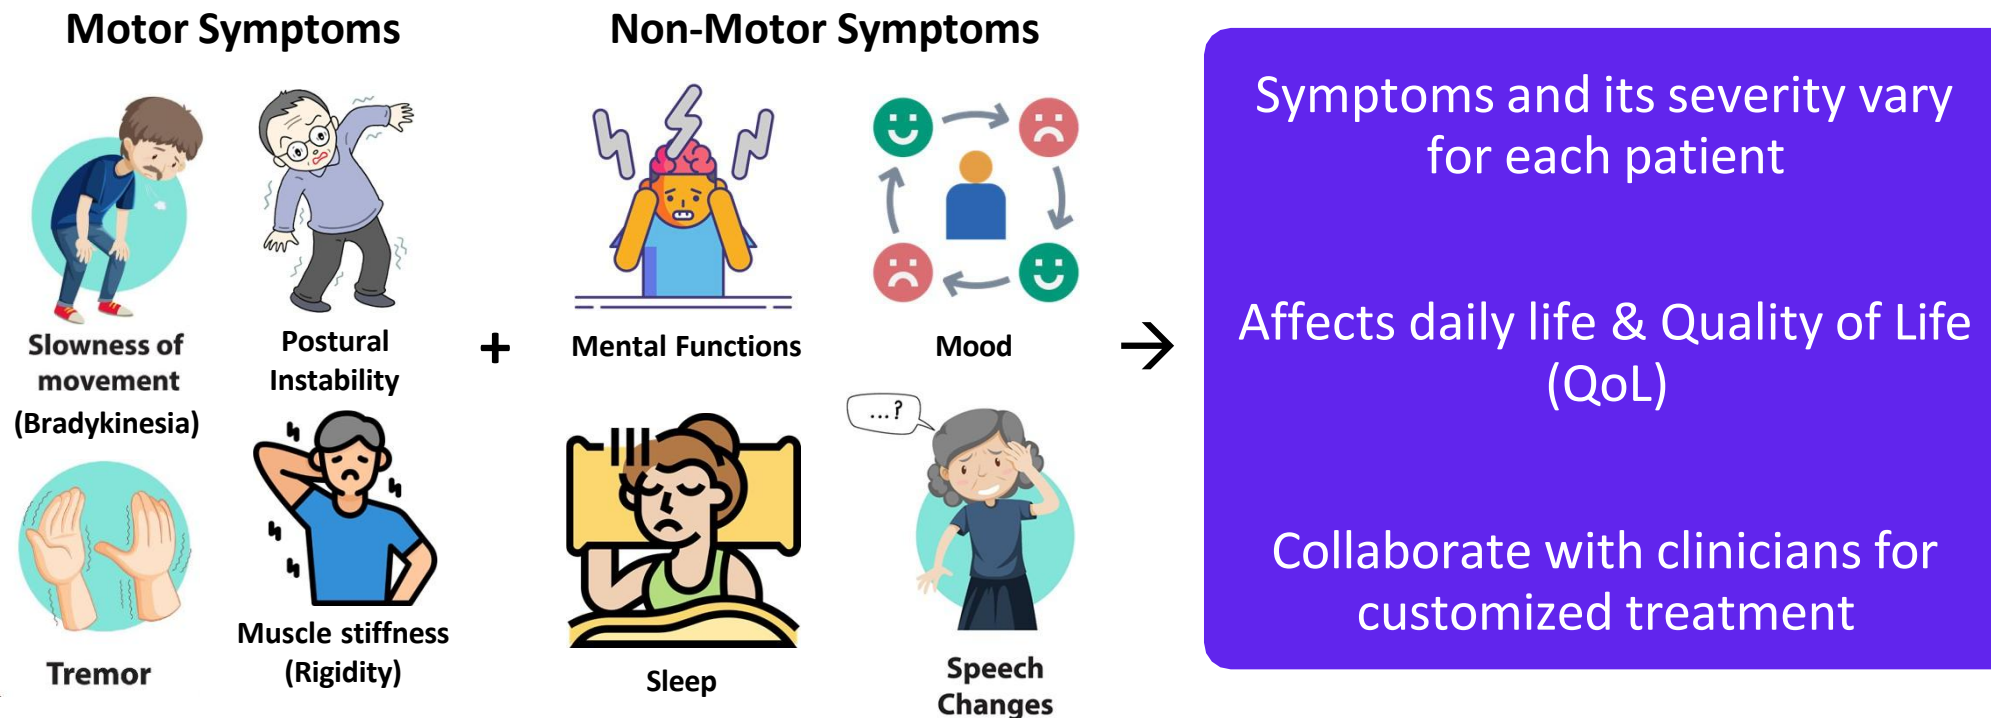 Motor Symptoms
Slowness of
movement
(Bradykinesia)
Postural
Instability
Tremor
Muscle stiffness
(Rigidity)
+
Non-Motor Symptoms
Mental Functions
Mood
Sleep
...?
Speech
Changes
→
Symptoms and its severity vary
for each patient
Affects daily life & Quality of Life
(QoL)
Collaborate with clinicians for
customized treatment